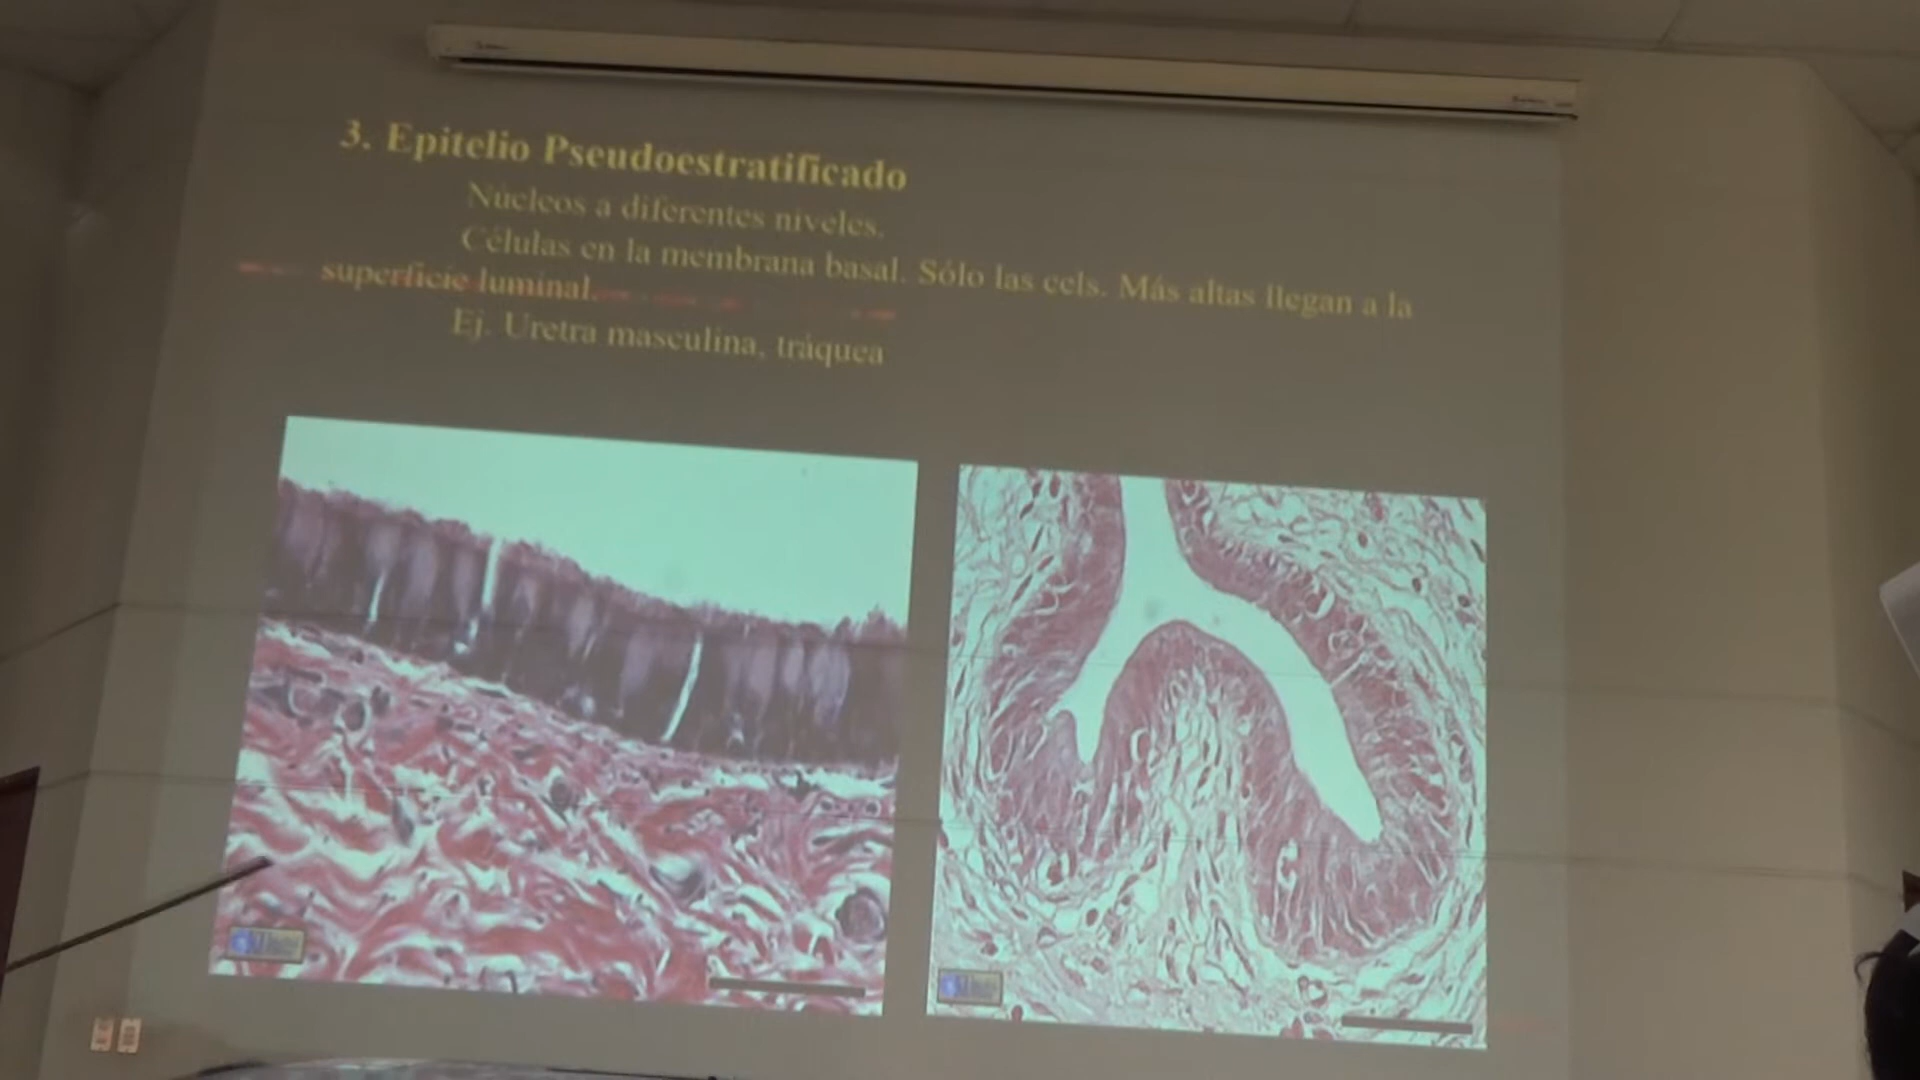 3. Epitelio Pseudoestratificado
Núcleos a diferentes niveles.
Células en la membrana basal. Sólo las cels. Más altas llegan a la
superficie luminal.
Ej. Uretra masculina, tráquea